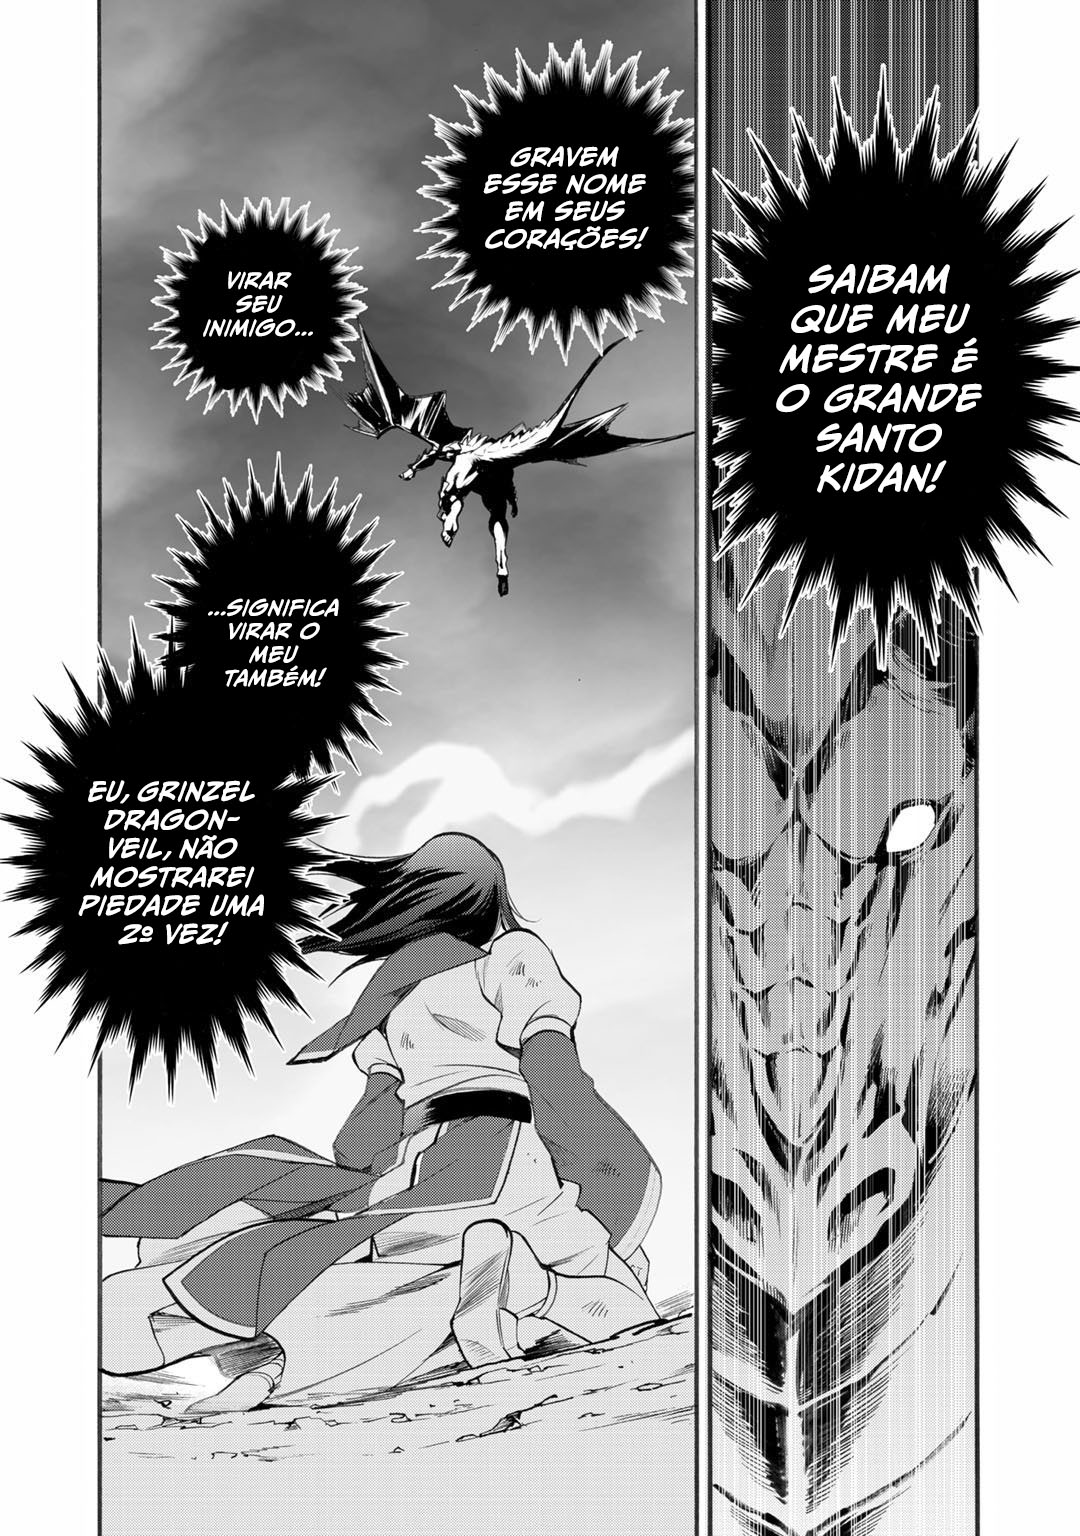 SAIBAM
QUE MEU
MESTRE É
O GRANDE
SANTO
KIDAN!
GRAVEM
ESSE NOME
EM SEUS
CORAÇÕES!
VIRAR
SEU
INIMIGO...
...SIGNIFICA
VIRAR O
MEU
TAMBÉM!
EU, GRINZEL
DRAGON-
VEIL, NÃO
MOSTRAREI
PIEDADE UMA
2º VEZ!